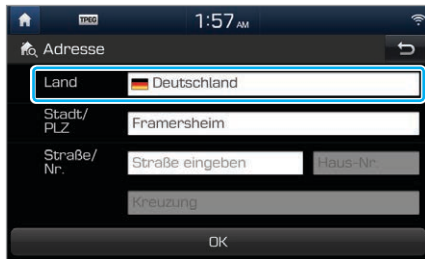 TPEG 1:57 AM
Adresse
Land Deutschland
Stadt/
PLZ Framersheim
Straße/
Nr. Straße eingeben Haus-Nr.
Kreuzung
OK